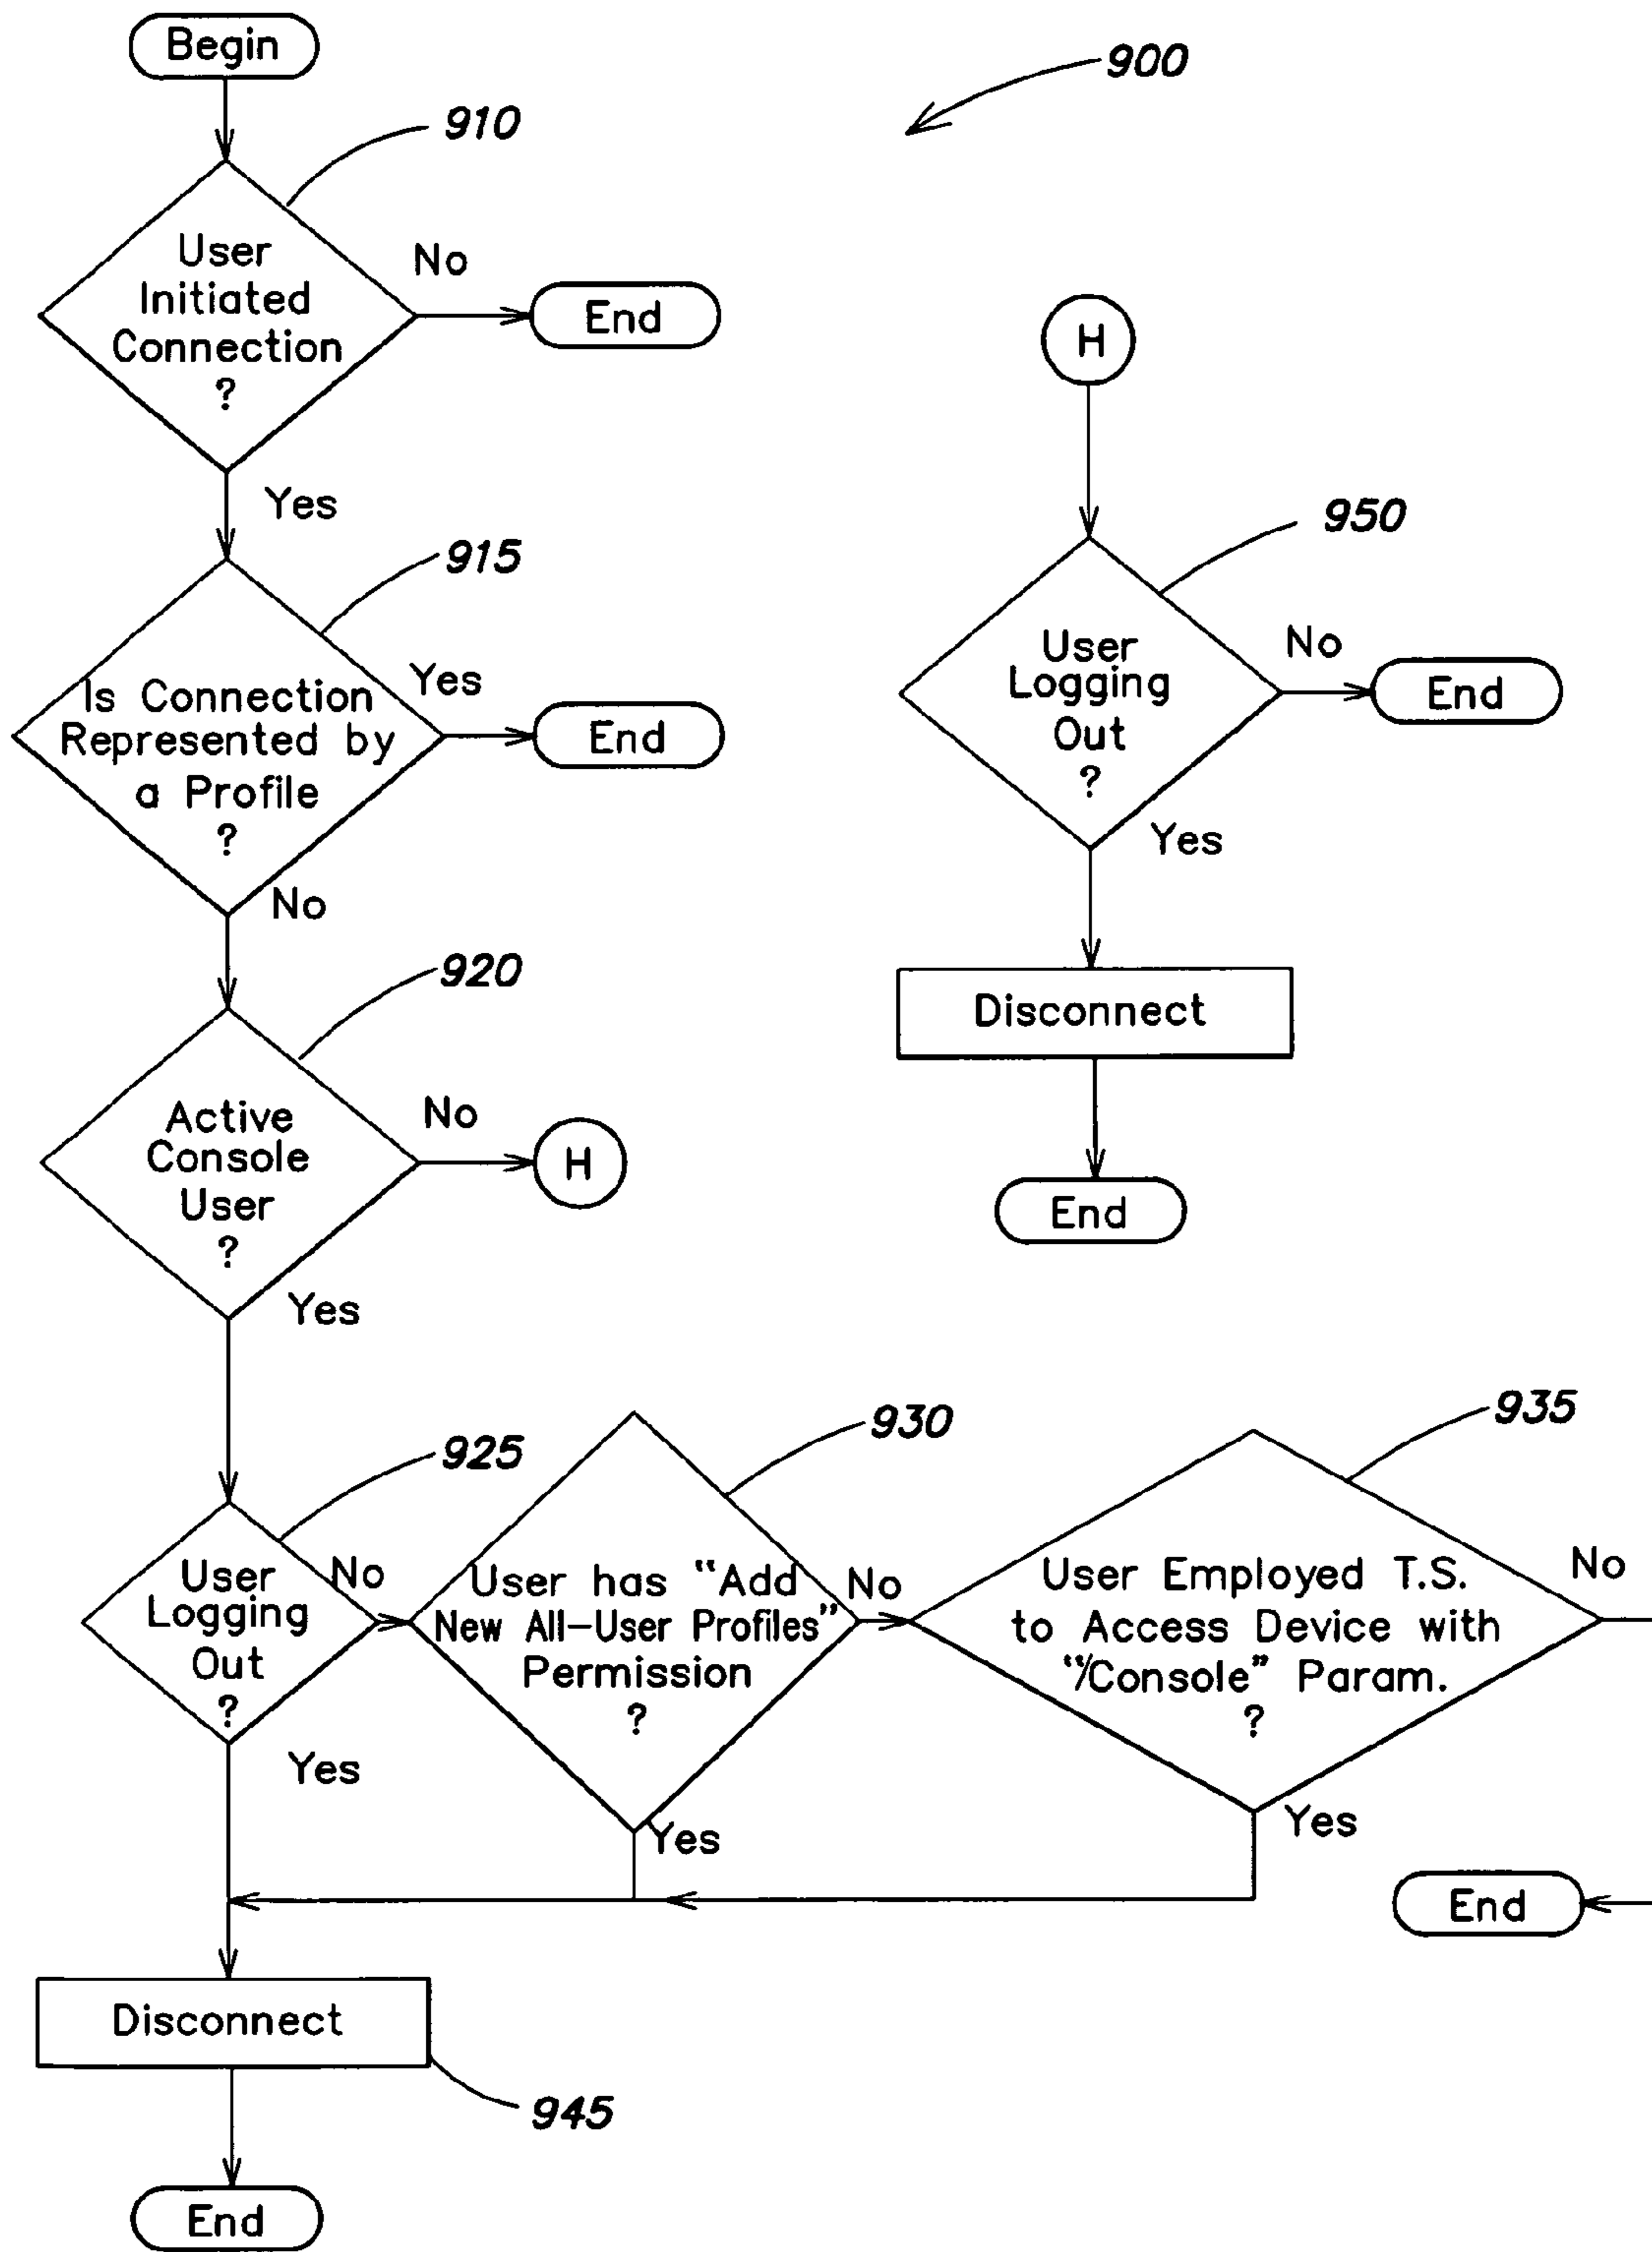 Begin
900
910
User
Initiated
Connection
?
No
End
Yes
H
915
Is Connection
Represented by
a Profile
?
Yes
End
No
950
User
Logging
Out
?
No
End
Yes
Disconnect
End
920
Active
Console
User
?
No
H
Yes
925
User
Logging
Out
?
No
Yes
930
User has "Add
New All-User Profiles"
Permission
?
No
Yes
935
User Employed T.S.
to Access Device with
"/Console" Param.
?
No
Yes
End
Disconnect
945
End